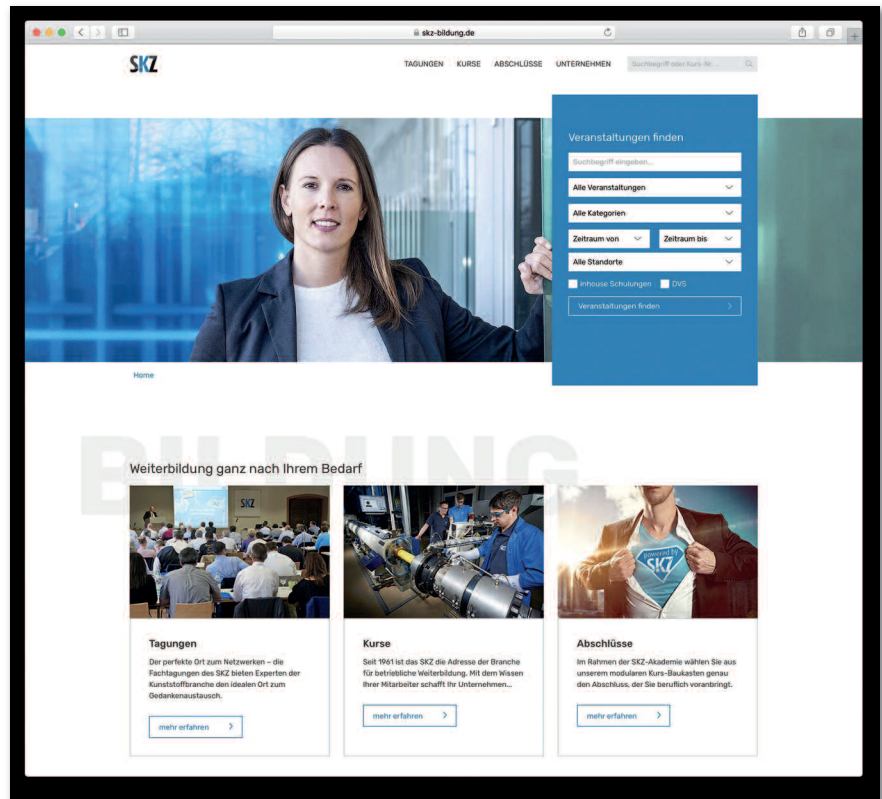 skz-bildung.de
SKZ
TAGUNGEN KURSE ABSCHLÜSSE UNTERNEHMEN Suchbegriff oder Kurs-Nr. ...
Veranstaltungen finden
Suchbegriff eingeben...
Alle Veranstaltungen
Alle Kategorien
Zeitraum von Zeitraum bis
Alle Standorte
inhouse Schulungen DVS
Veranstaltungen finden
Home
BILDUNG
Weiterbildung ganz nach Ihrem Bedarf
SKZ
powered by
SKZ
Tagungen
Der perfekte Ort zum Netzwerken – die
Fachtagungen des SKZ bieten Experten der
Kunststoffbranche den idealen Ort zum
Gedankenaustausch.
mehr erfahren
Kurse
Seit 1961 ist das SKZ die Adresse der Branche
für betriebliche Weiterbildung. Mit dem Wissen
Ihrer Mitarbeiter schafft Ihr Unternehmen...
mehr erfahren
Abschlüsse
Im Rahmen der SKZ-Akademie wählen Sie aus
unserem modularen Kurs-Baukasten genau
den Abschluss, der Sie beruflich voranbringt.
mehr erfahren